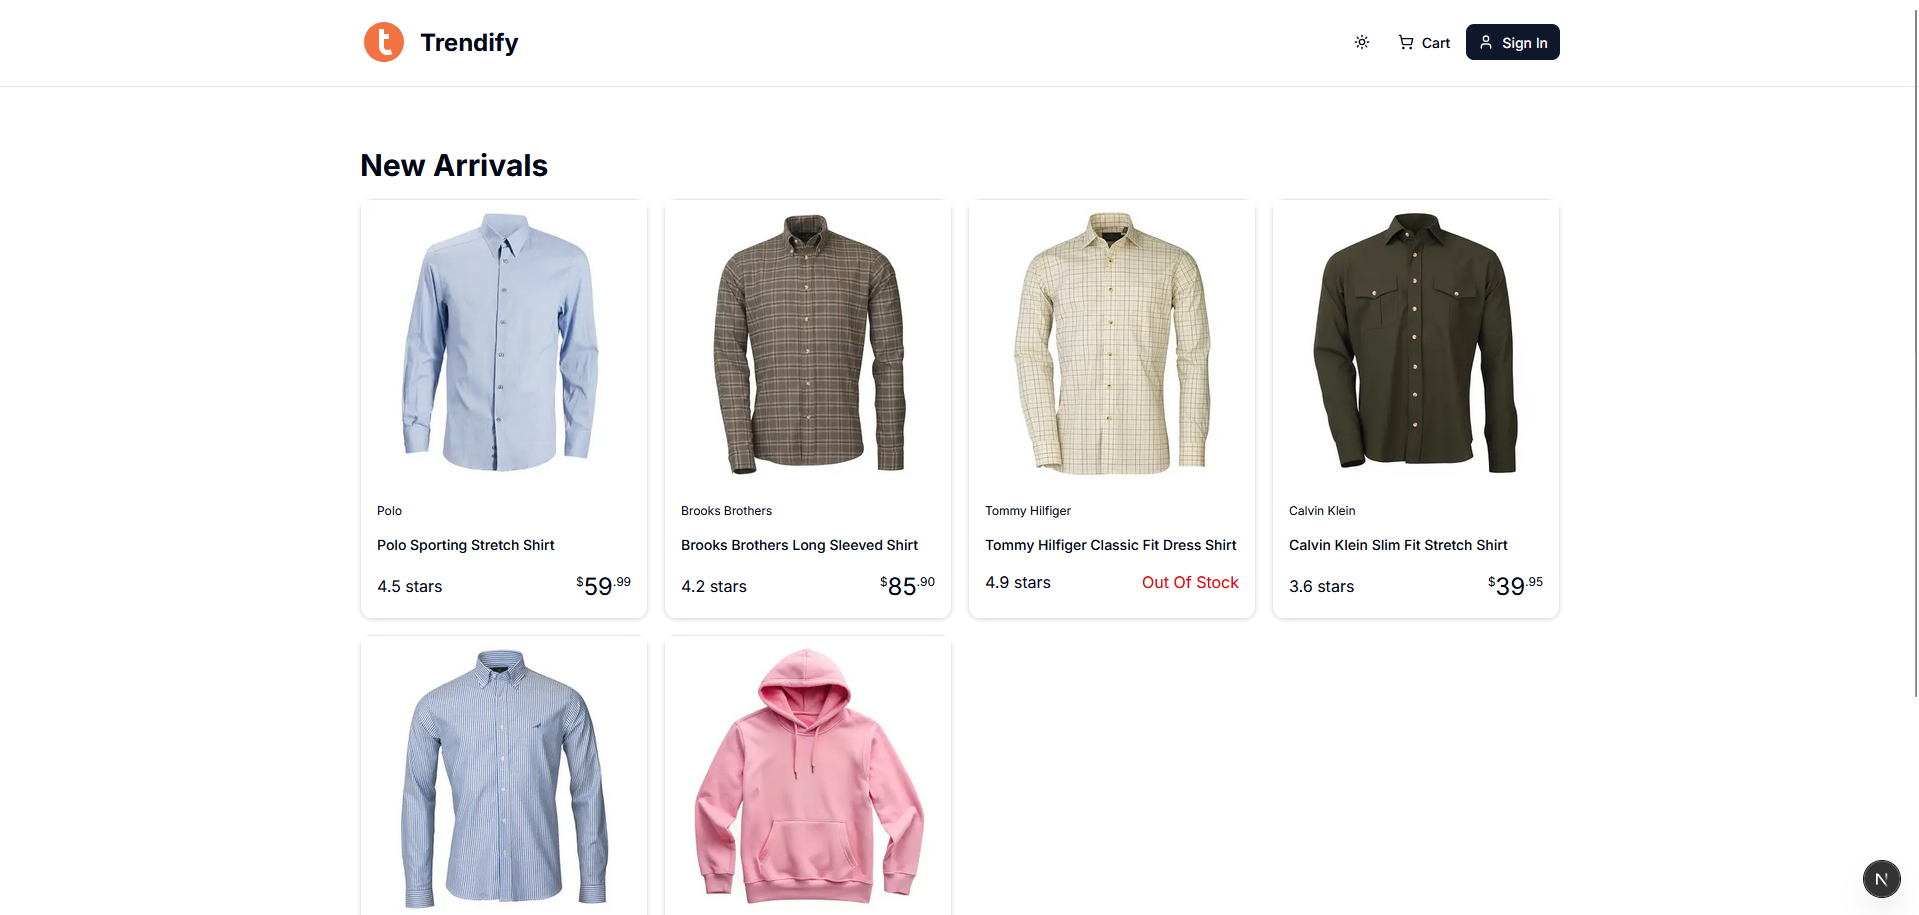 t Trendify
Cart
Sign In
New Arrivals
Polo
Polo Sporting Stretch Shirt
4.5 stars
$59.99
Brooks Brothers
Brooks Brothers Long Sleeved Shirt
4.2 stars
$85.90
Tommy Hilfiger
Tommy Hilfiger Classic Fit Dress Shirt
4.9 stars
Out Of Stock
Calvin Klein
Calvin Klein Slim Fit Stretch Shirt
3.6 stars
$39.95
N